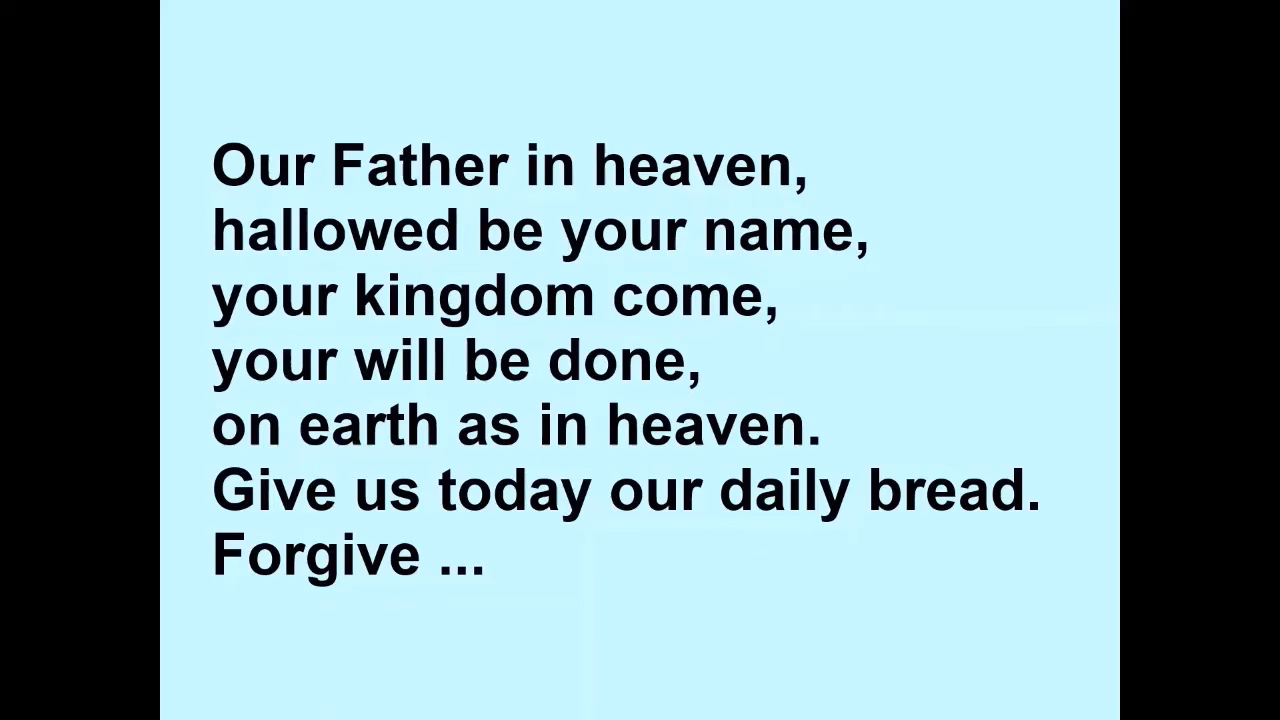 Our Father in heaven,
hallowed be your name,
your kingdom come,
your will be done,
on earth as in heaven.
Give us today our daily bread.
Forgive ...